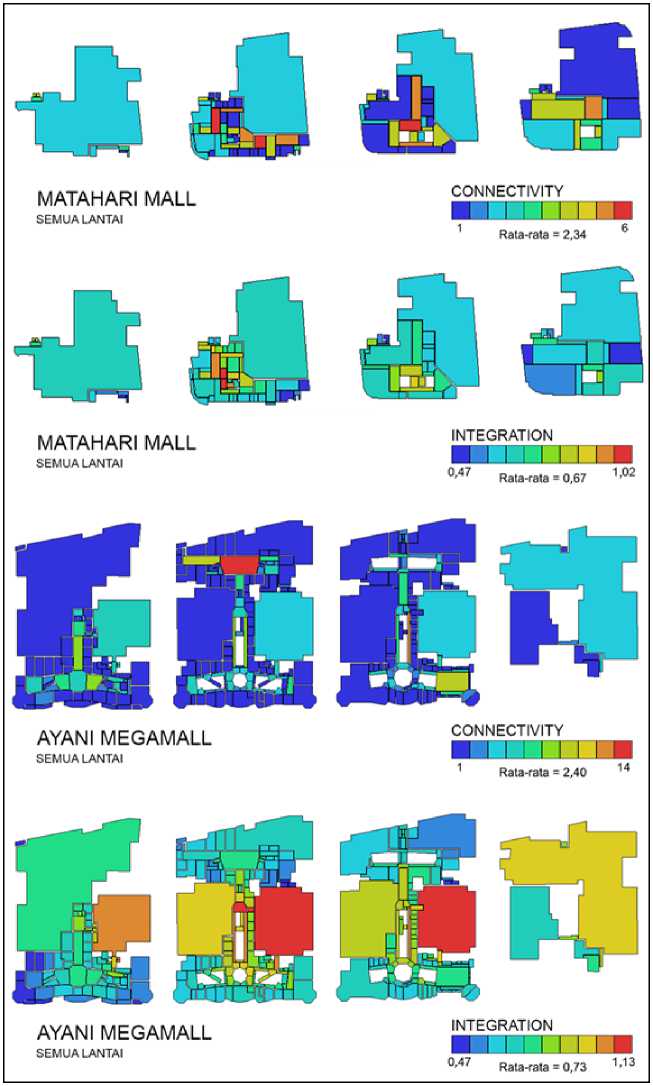 MATAHARI MALL
SEMUA LANTAI
CONNECTIVITY
1 6
Rata-rata = 2,34
MATAHARI MALL
SEMUA LANTAI
INTEGRATION
0,47 1,02
Rata-rata = 0,67
AYANI MEGAMALL
SEMUA LANTAI
CONNECTIVITY
1 14
Rata-rata = 2,40
AYANI MEGAMALL
SEMUA LANTAI
INTEGRATION
0,47 1,13
Rata-rata = 0,73